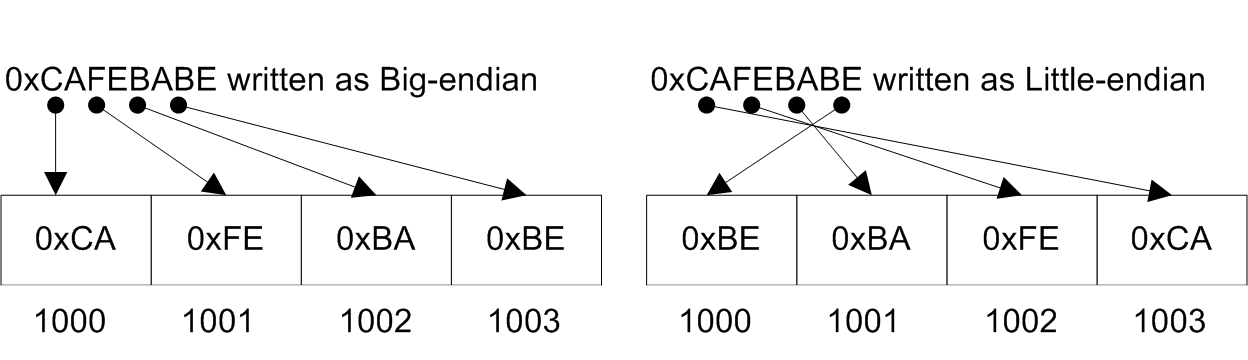 0xCAFEBABE written as Big-endian
0xCA 0xFE 0xBA 0xBE
1000 1001 1002 1003
0xCAFEBABE written as Little-endian
0xBE 0xBA 0xFE 0xCA
1000 1001 1002 1003